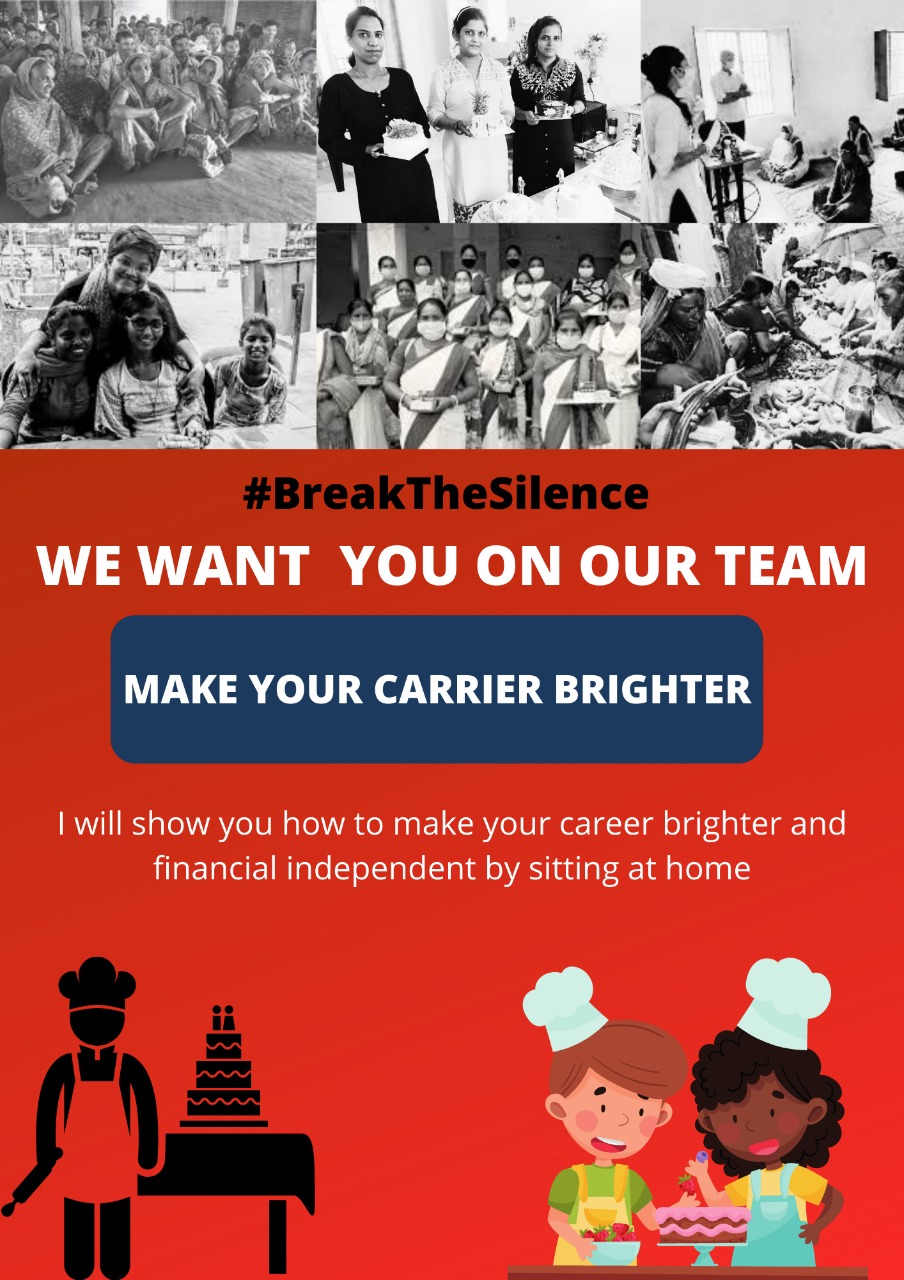 #BreakTheSilence
WE WANT YOU ON OUR TEAM
MAKE YOUR CARRIER BRIGHTER
I will show you how to make your career brighter and
financial independent by sitting at home